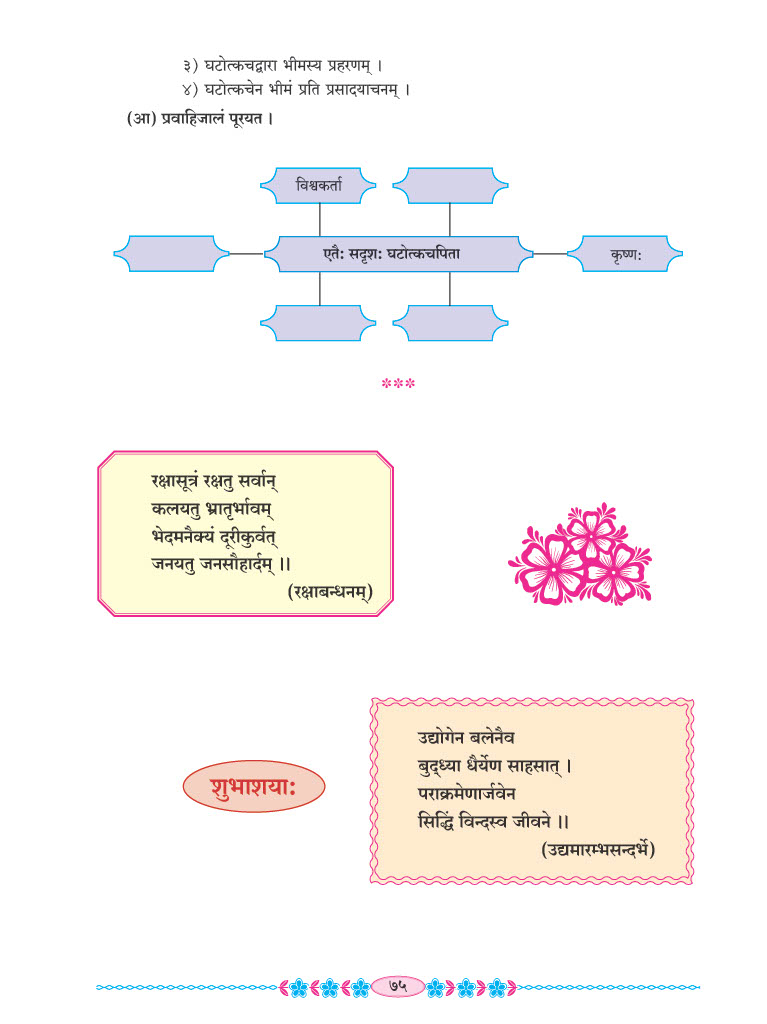 ३) घटोत्कचद्वारा भीमस्य प्रहरणम् ।
४) घटोत्कचेन भीमं प्रति प्रसादयाचनम् ।
(आ) प्रवाहिजालं पूरयत ।
विश्वकर्ता
एतैः सदृशः घटोत्कचपिता
कृष्णः
***
रक्षासूत्रं रक्षतु सर्वान्
कलयतु भ्रातृर्भावम्
भेदमनैक्यं दूरीकुर्वत्
जनयतु जनसौहार्दम् ।।
(रक्षाबन्धनम्)
उद्योगेन बलेनैव
बुद्ध्या धैर्येण साहसात् ।
शुभाशयाः
पराक्रमेणार्जवेन
सिद्धिं विन्दस्व जीवने ।।
(उद्यमारम्भसन्दर्भे)
७५